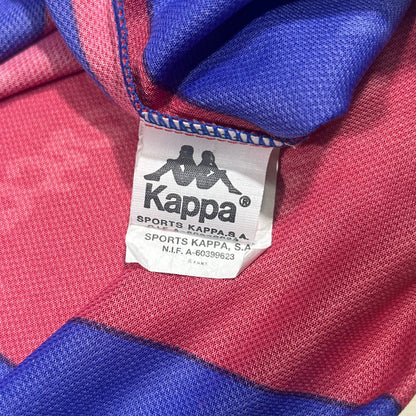 Kappa®
SPORTS KAPPA, S.A.
SPORTS KAPPA, S.A.
N.I.F. A-60399623